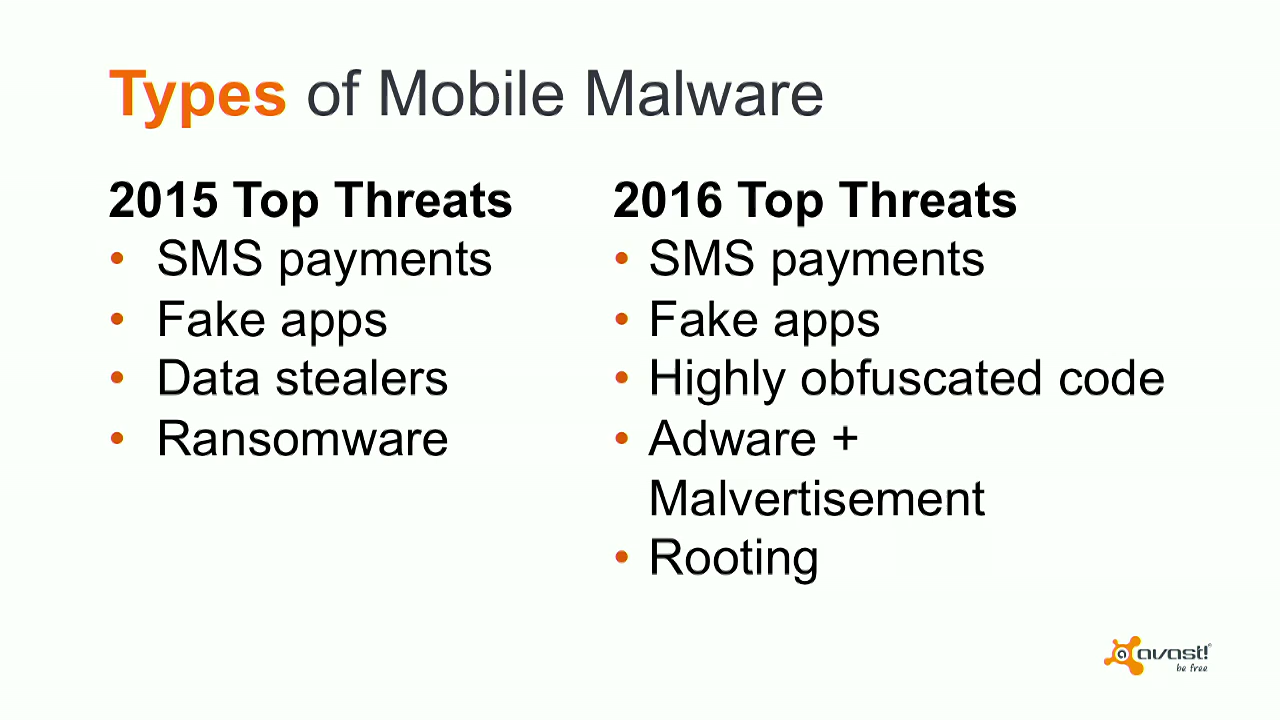 Types of Mobile Malware
2015 Top Threats
• SMS payments
• Fake apps
• Data stealers
• Ransomware
2016 Top Threats
• SMS payments
• Fake apps
• Highly obfuscated code
• Adware +
Malvertisement
• Rooting
avast!
be free